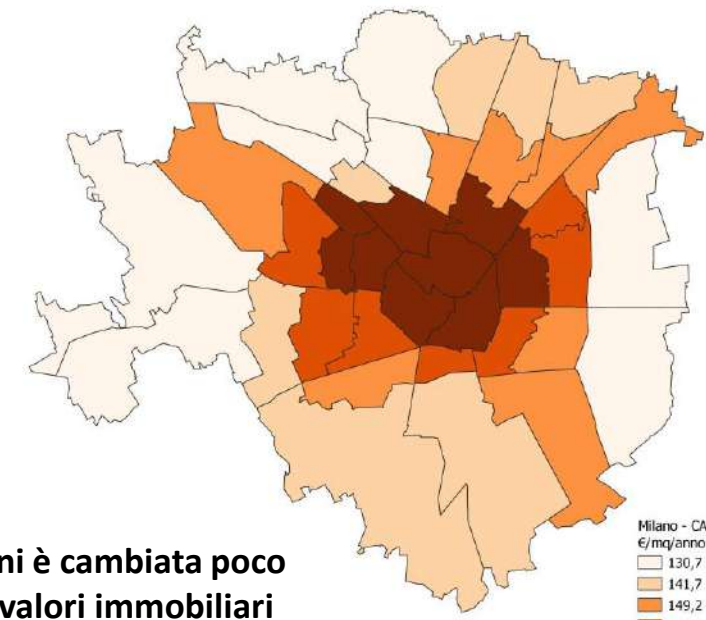 ni è cambiata poco
valori immobiliari
Milano - CA
€/mq/anno
130,7
141,7
149,2